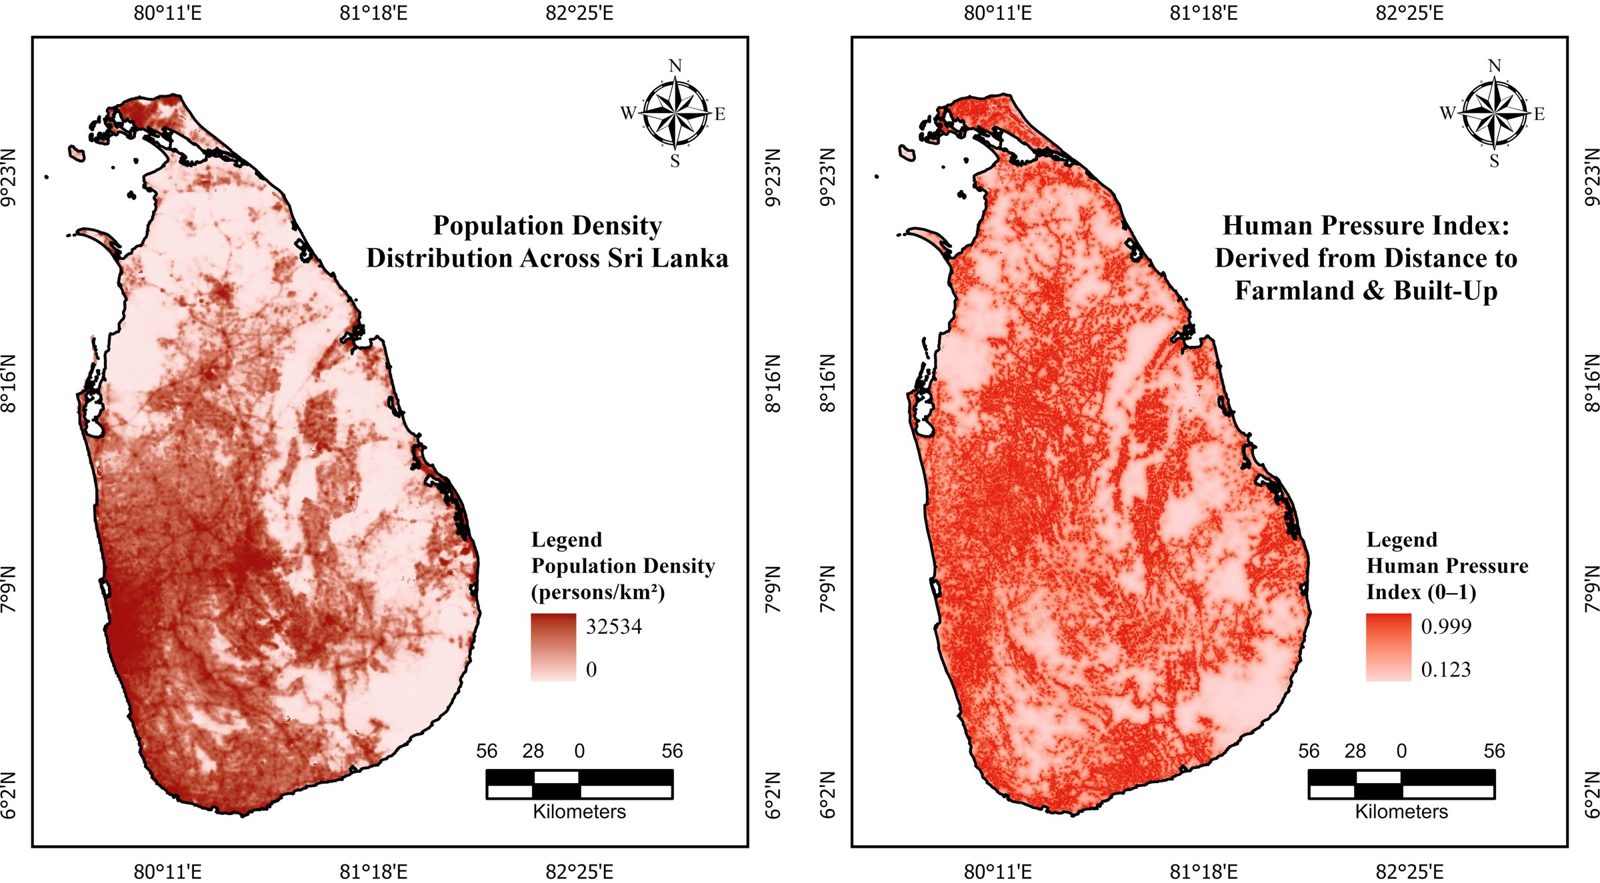 80°11'E 81°18'E 82°25'E
80°11'E 81°18'E 82°25'E
N
W E
S
N
W E
S
9°23'N
9°23'N
9°23'N
9°23'N
Population Density
Distribution Across Sri Lanka
Human Pressure Index:
Derived from Distance to
Farmland & Built-Up
8°16'N
8°16'N
8°16'N
8°16'N
Legend
Population Density
(persons/km²)
32534
0
Legend
Human Pressure
Index (0–1)
0.999
0.123
7°9'N
7°9'N
7°9'N
7°9'N
56 28 0 56
Kilometers
56 28 0 56
Kilometers
6°2'N
6°2'N
6°2'N
6°2'N
80°11'E 81°18'E 82°25'E
80°11'E 81°18'E 82°25'E